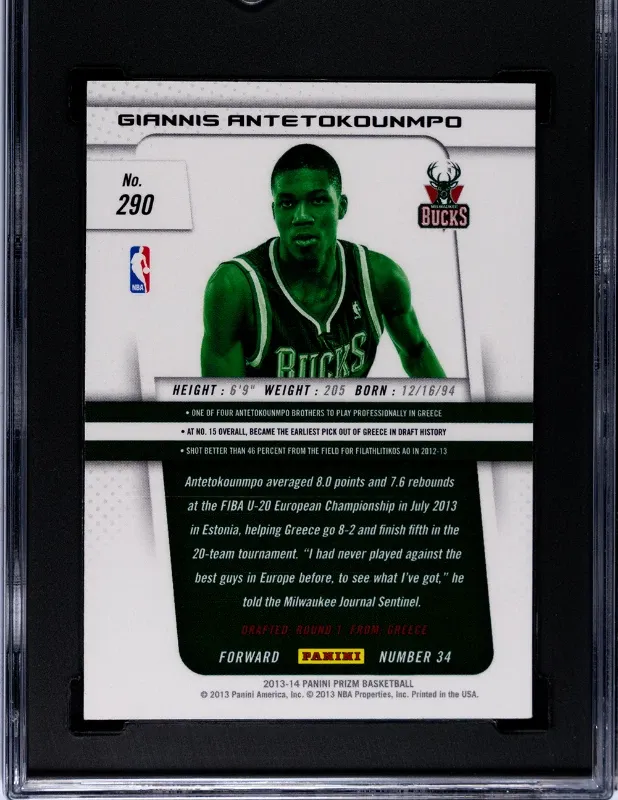 GIANNIS ANTETOKOUNMPO
No.
290
MILWAUKEE
BUCKS
NBA
BUCKS
HEIGHT : 6'9" WEIGHT : 205 BORN : 12/16/94
• ONE OF FOUR ANTETOKOUNMPO BROTHERS TO PLAY PROFESSIONALLY IN GREECE
• AT NO. 15 OVERALL, BECAME THE EARLIEST PICK OUT OF GREECE IN DRAFT HISTORY
• SHOT BETTER THAN 46 PERCENT FROM THE FIELD FOR FILATHLITIKOS AO IN 2012-13
Antetokounmpo averaged 8.0 points and 7.6 rebounds
at the FIBA U-20 European Championship in July 2013
in Estonia, helping Greece go 8-2 and finish fifth in the
20-team tournament. "I had never played against the
best guys in Europe before, to see what I've got," he
told the Milwaukee Journal Sentinel.
DRAFTED ROUND 1 FROM GREECE
FORWARD PANINI NUMBER 34
2013-14 PANINI PRIZM BASKETBALL
© 2013 Panini America, Inc. © 2013 NBA Properties, Inc. Printed in the USA.